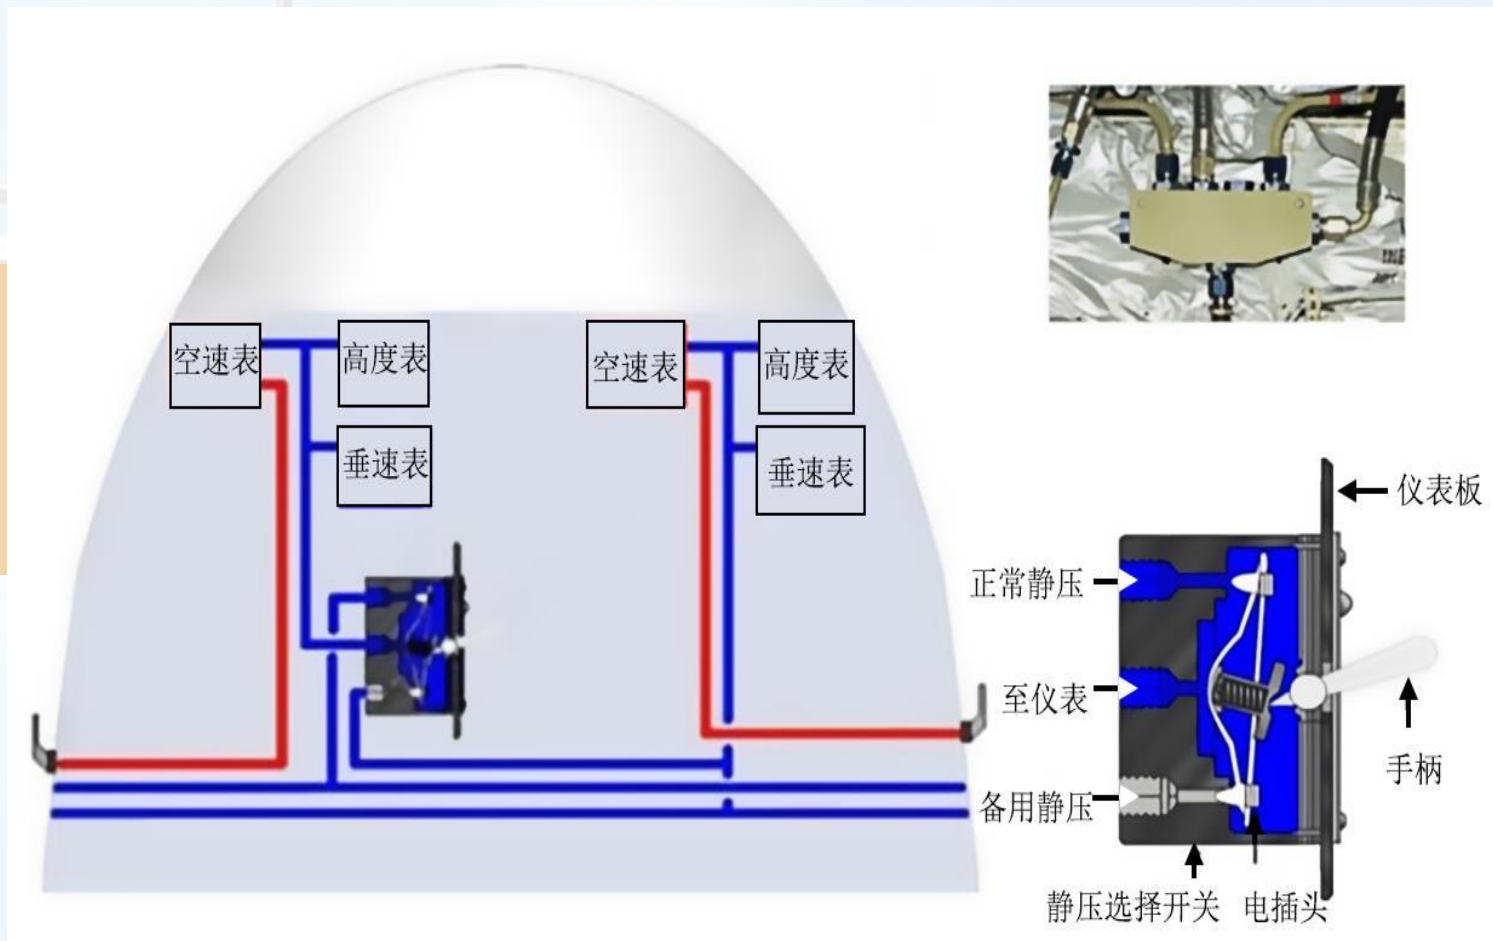 空速表
高度表
垂速表
空速表
高度表
垂速表
仪表板
正常静压
至仪表
手柄
备用静压
静压选择开关
电插头